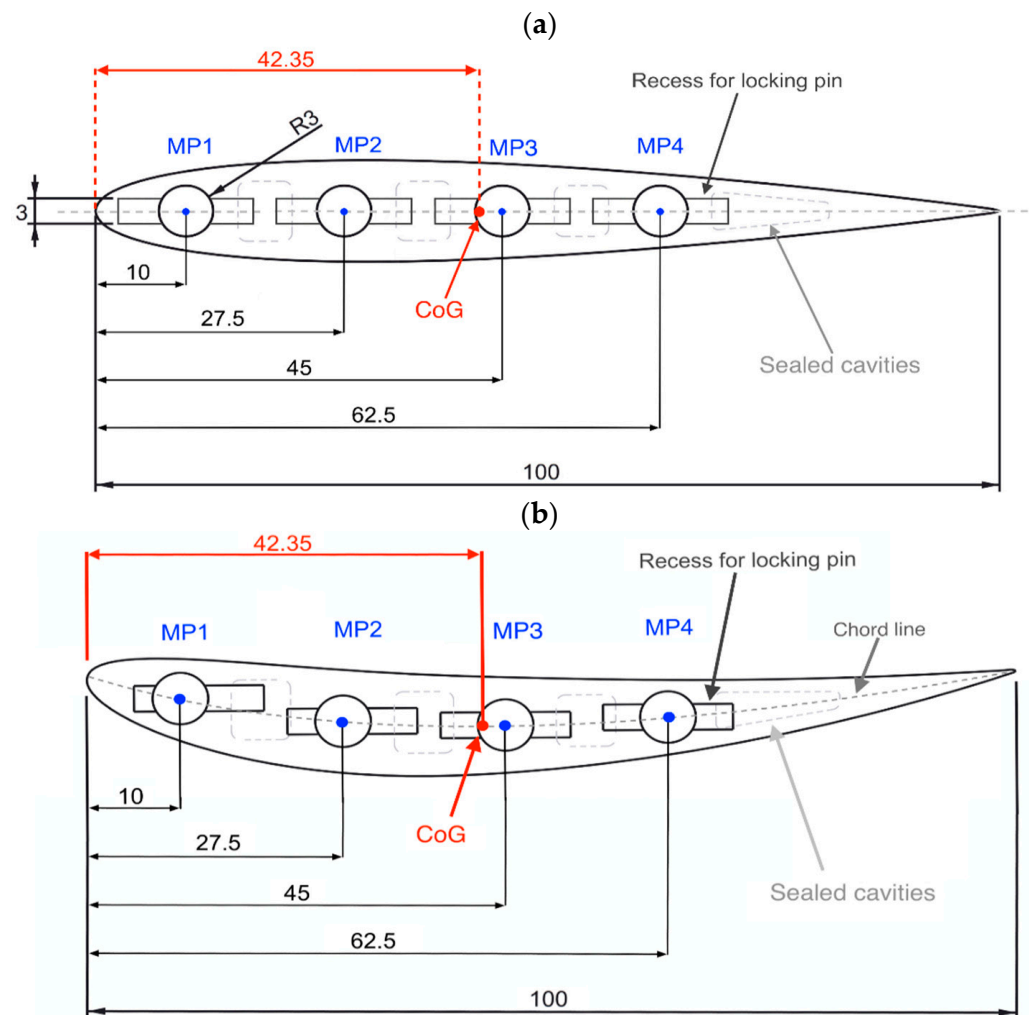 (a)
42.35
Recess for locking pin
R3
MP1
MP2
MP3
MP4
3
10
CoG
27.5
Sealed cavities
45
62.5
100
(b)
42.35
Recess for locking pin
MP1
MP2
MP3
MP4
Chord line
10
CoG
27.5
Sealed cavities
45
62.5
100